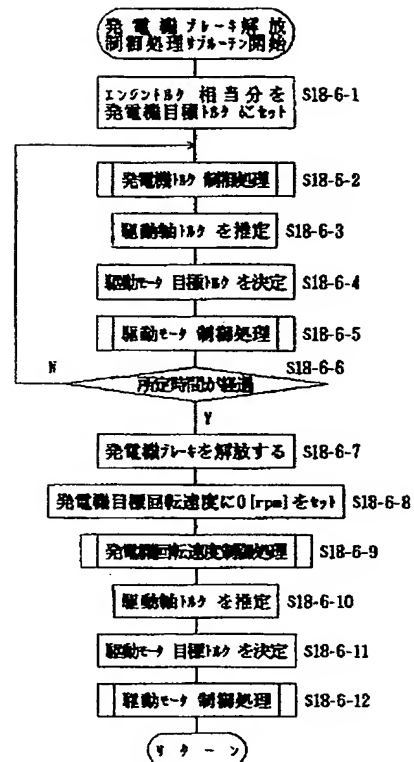 発電機ブレーキ解放
制御処理サブルーチン開始
エンジントルク 相当分を
発電機目標トルク にセット
S18-6-1
発電機トルク 制御処理
S18-6-2
駆動軸トルク を推定
S18-6-3
駆動モータ 目標トルク を決定
S18-6-4
駆動モータ 制御処理
S18-6-5
S18-6-6
N
所定時間が経過
Y
発電機ブレーキを解放する
S18-6-7
発電機目標回転速度に0[rpm]をセット
S18-6-8
発電機回転速度制御処理
S18-6-9
駆動軸トルク を推定
S18-6-10
駆動モータ 目標トルク を決定
S18-6-11
駆動モータ 制御処理
S18-6-12
リターン